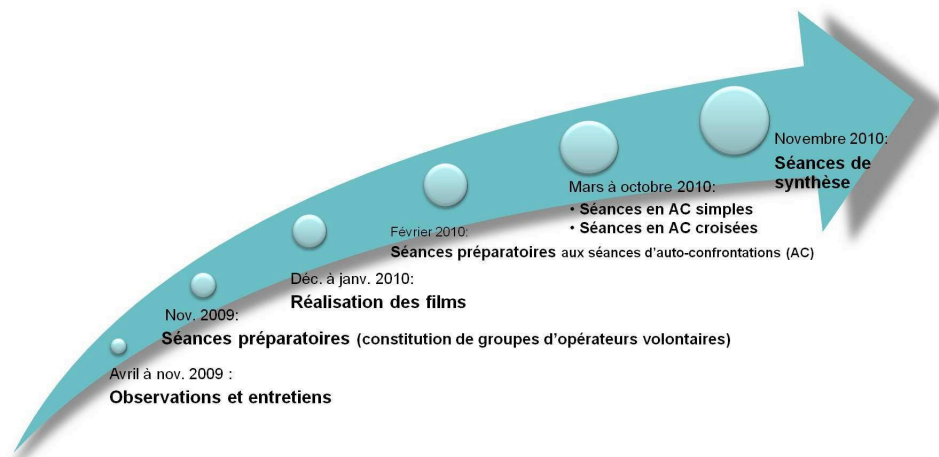 Avril à nov. 2009 :
Observations et entretiens
Nov. 2009:
Séances préparatoires (constitution de groupes d'opérateurs volontaires)
Déc. à janv. 2010:
Réalisation des films
Février 2010:
Séances préparatoires aux séances d'auto-confrontations (AC)
Mars à octobre 2010:
• Séances en AC simples
• Séances en AC croisées
Novembre 2010:
Séances de
synthèse